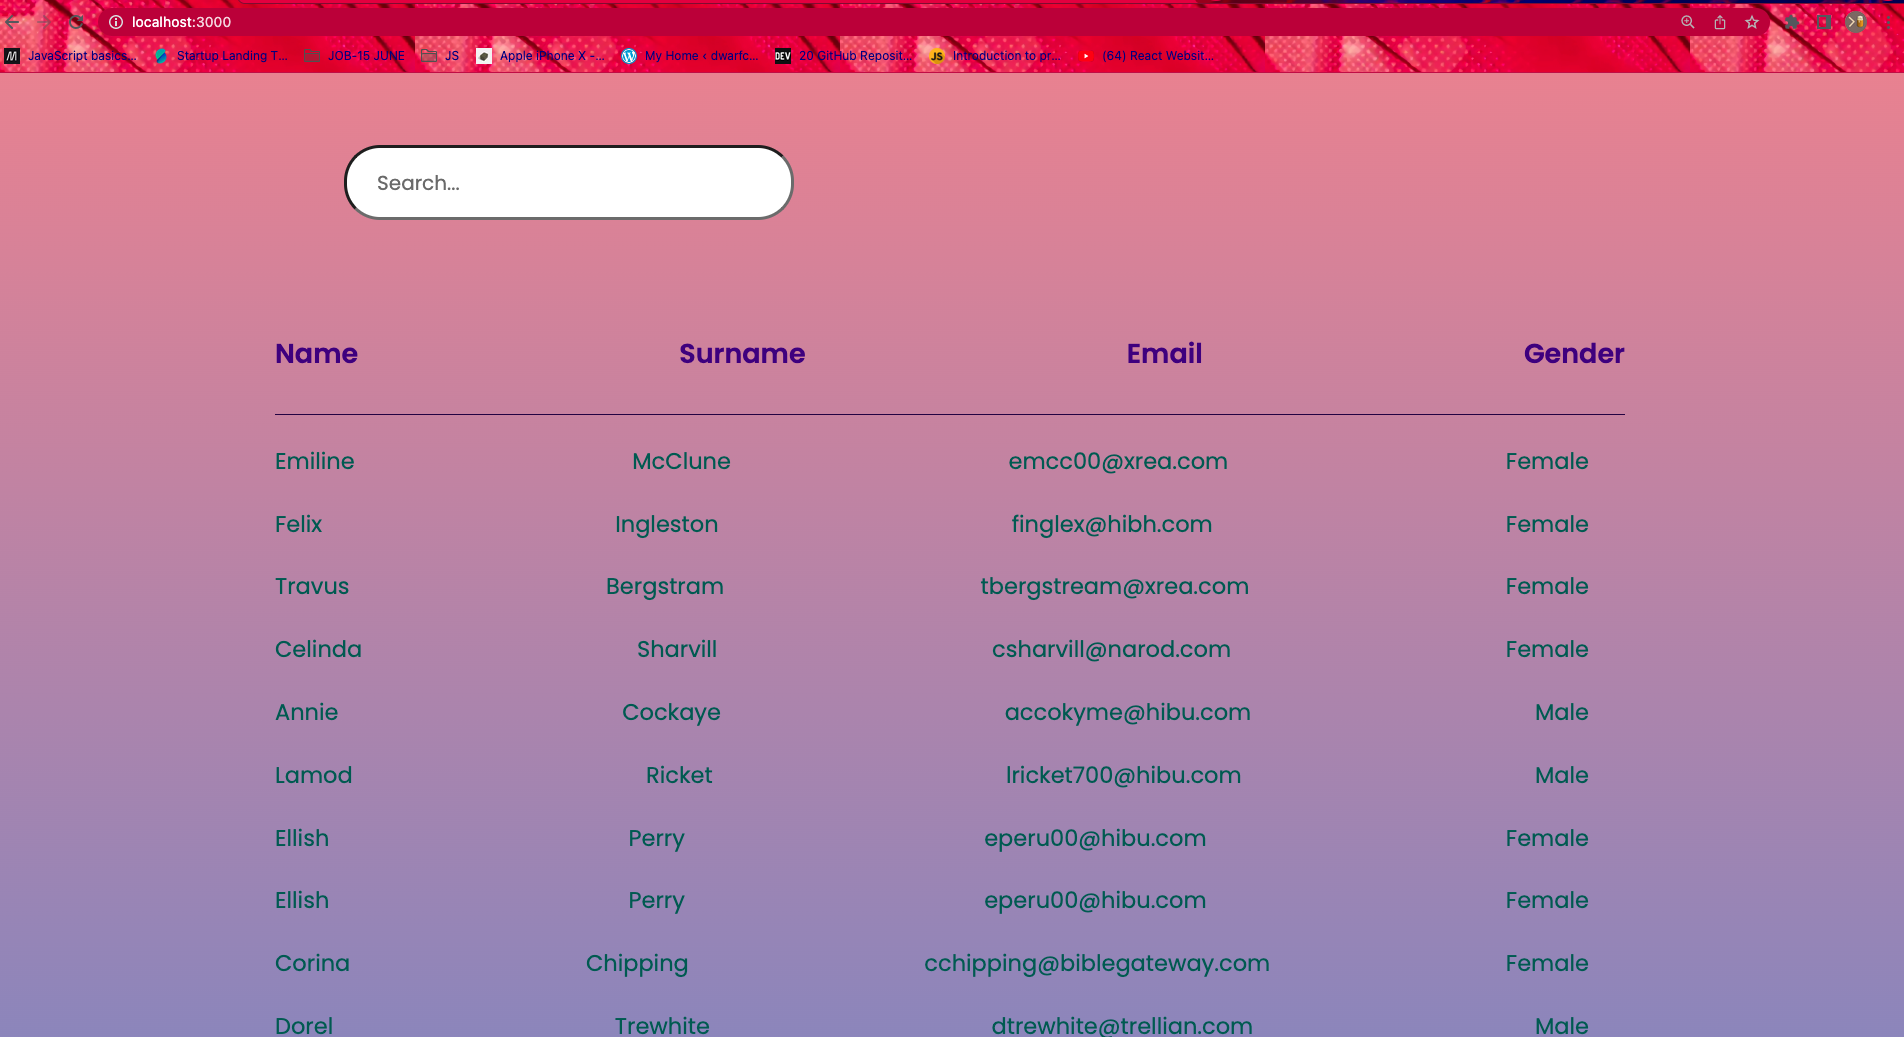 localhost:3000
JavaScript basics... Startup Landing T... JOB-15 JUNE JS Apple iPhone X -... My Home ‹ dwarfc... DEV 20 GitHub Reposit... JS Introduction to pr... (64) React Websit...
Search...
Name Surname Email Gender
Emiline McClune emcc00@xrea.com Female
Felix Ingleston finglex@hibh.com Female
Travus Bergstram tbergstream@xrea.com Female
Celinda Sharvill csharvill@narod.com Female
Annie Cockaye accokyme@hibu.com Male
Lamod Ricket lricket700@hibu.com Male
Ellish Perry eperu00@hibu.com Female
Ellish Perry eperu00@hibu.com Female
Corina Chipping cchipping@biblegateway.com Female
Dorel Trewhite dtrewhite@trellian.com Male